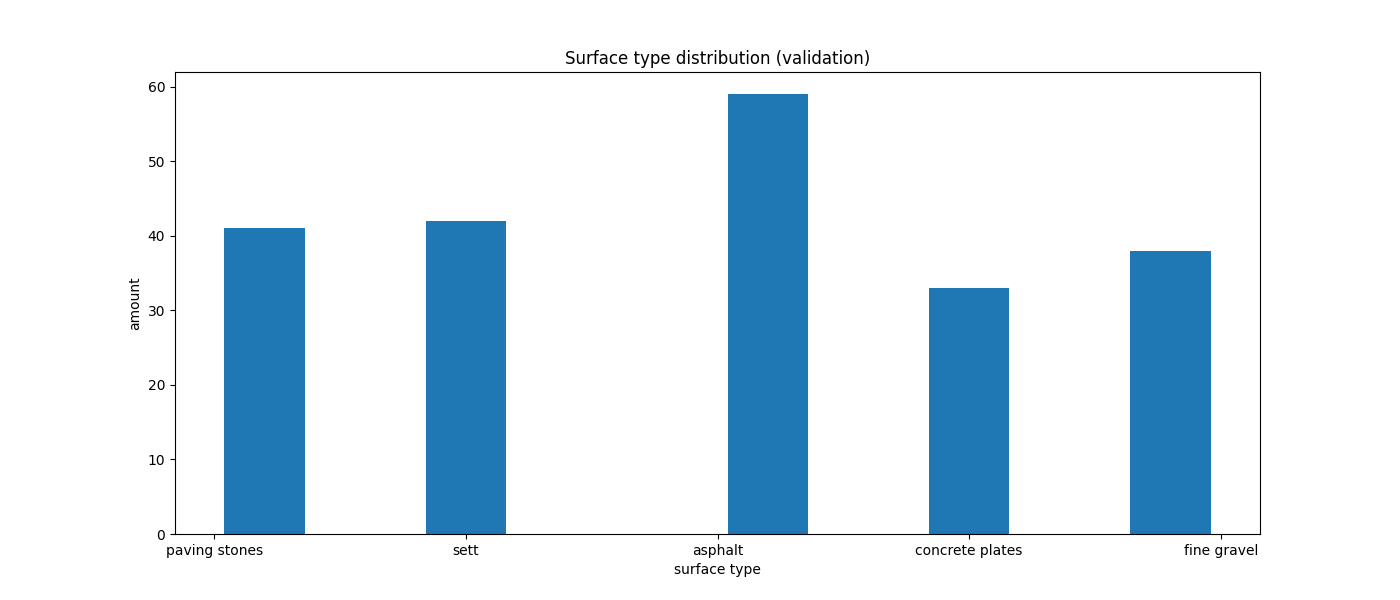 Surface type distribution (validation)
60
50
40
30
20
10
0
amount
paving stones sett asphalt concrete plates fine gravel
surface type